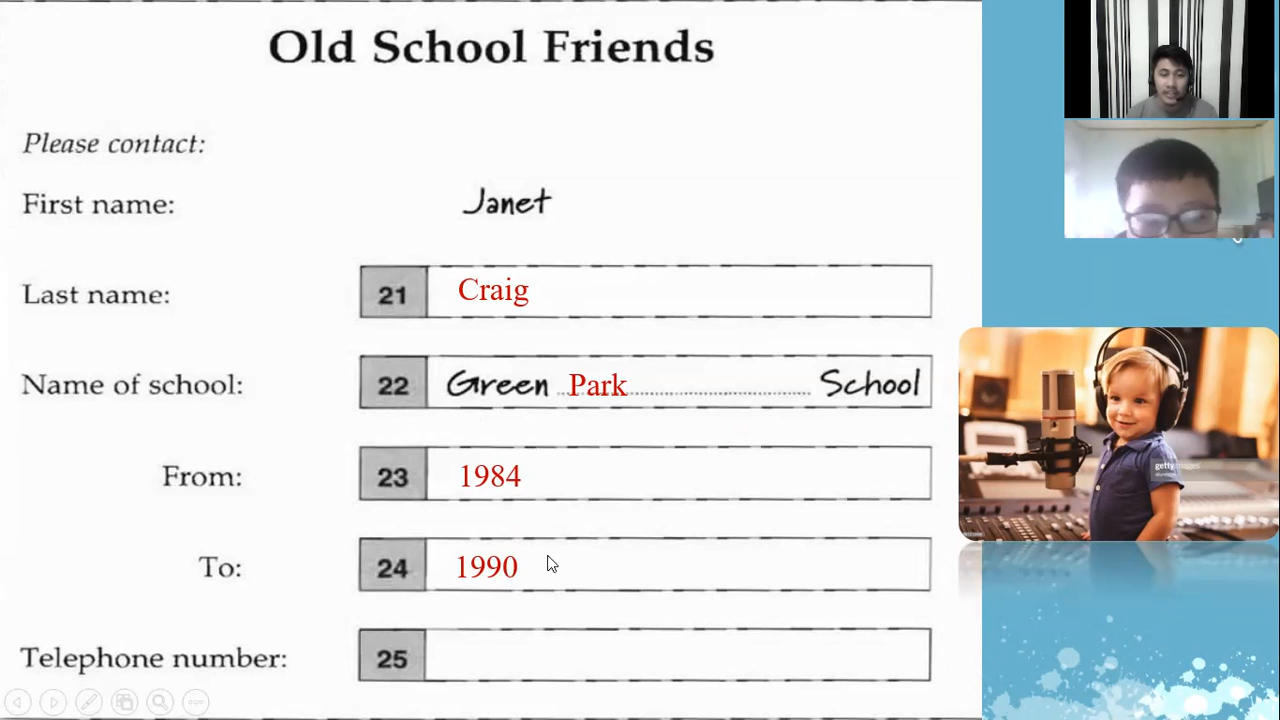 Old School Friends
Please contact:
First name: Janet
Last name: 21 Craig
Name of school: 22 Green Park School
From: 23 1984
To: 24 1990
Telephone number: 25
gettyimages